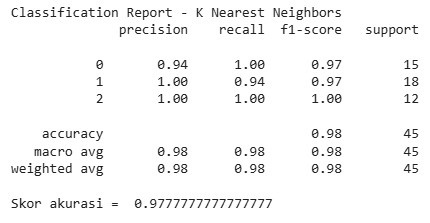 Classification Report - K Nearest Neighbors
precision recall f1-score support
0 0.94 1.00 0.97 15
1 1.00 0.94 0.97 18
2 1.00 1.00 1.00 12
accuracy 0.98 45
macro avg 0.98 0.98 0.98 45
weighted avg 0.98 0.98 0.98 45
Skor akurasi = 0.9777777777777777